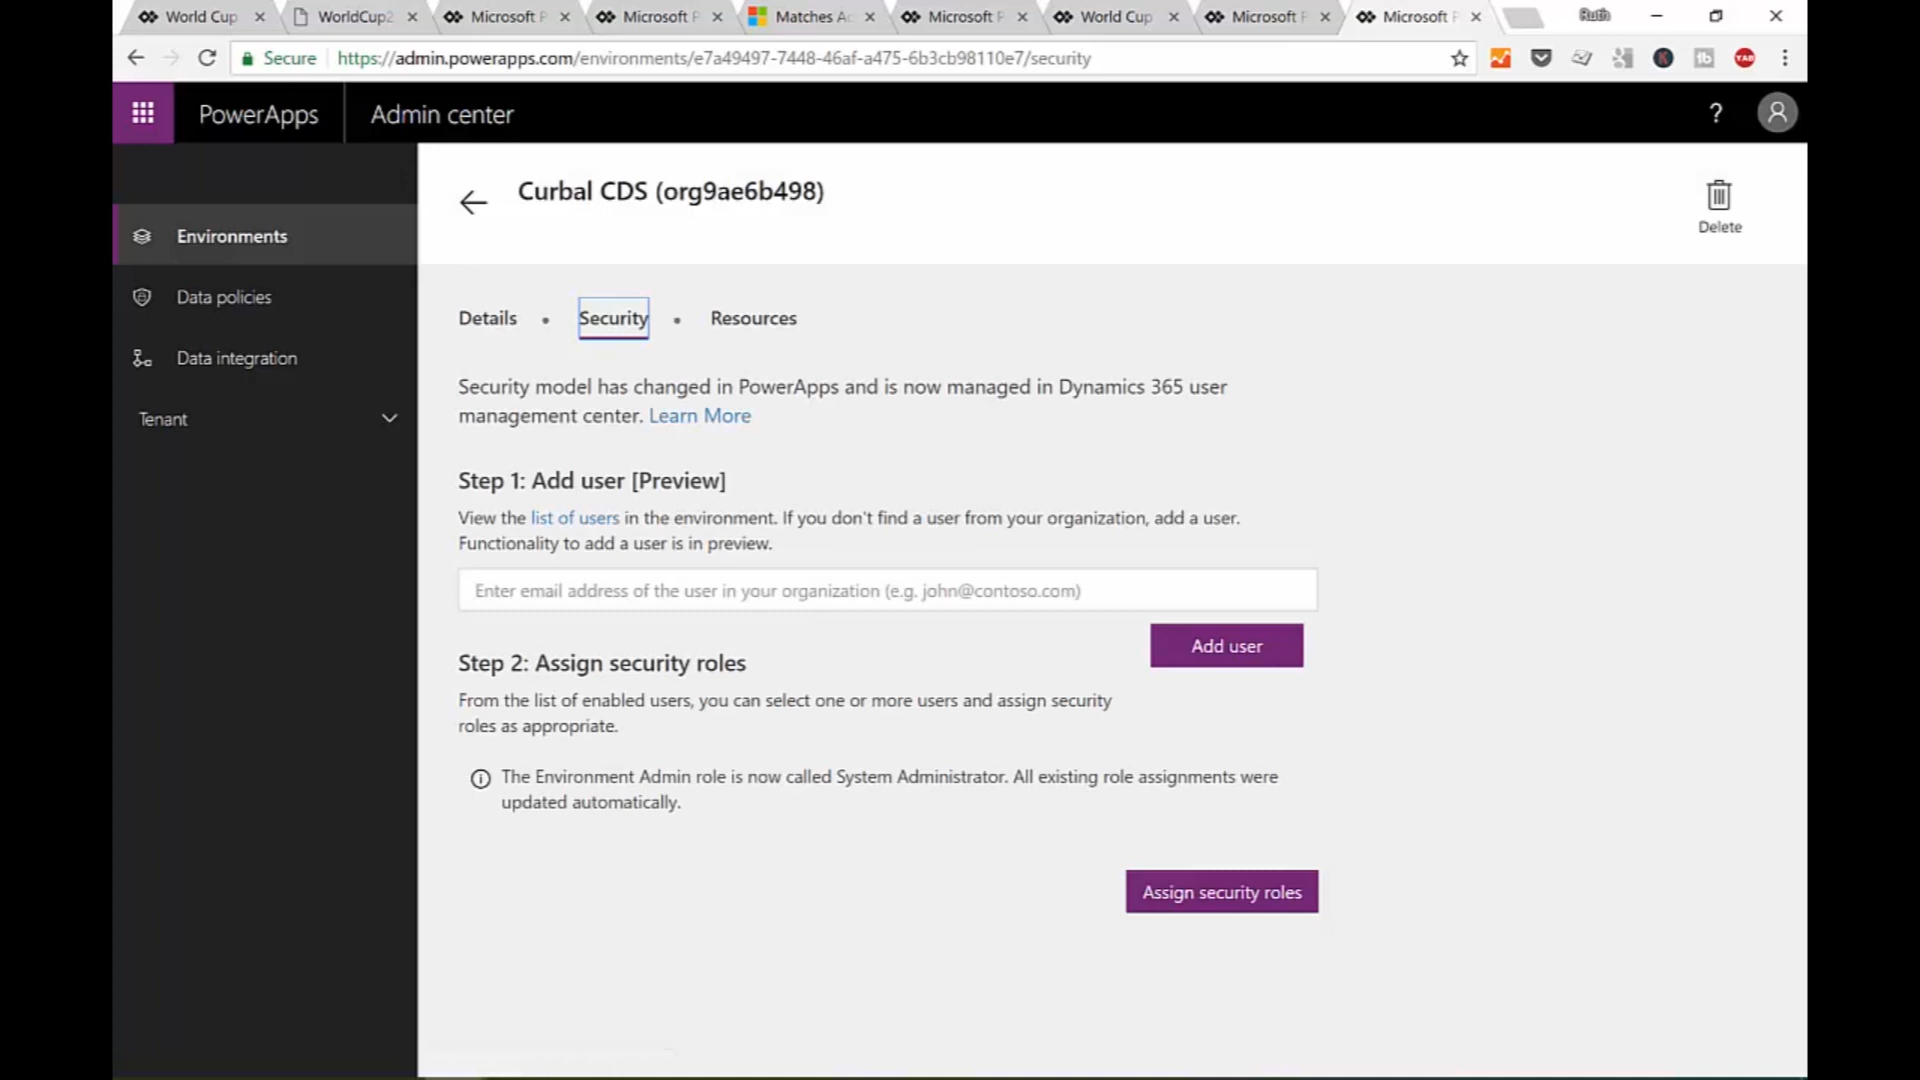 World Cup
WorldCup2
Microsoft P
Microsoft P
Matches Ac
Microsoft P
World Cup
Microsoft P
Microsoft P
Ruth
Secure
https://admin.powerapps.com/environments/e7a49497-7448-46af-a475-6b3cb98110e7/security
PowerApps
Admin center
?
Curbal CDS (org9ae6b498)
Delete
Environments
Data policies
Data integration
Tenant
Details • Security • Resources
Security model has changed in PowerApps and is now managed in Dynamics 365 user
management center. Learn More
Step 1: Add user [Preview]
View the list of users in the environment. If you don't find a user from your organization, add a user.
Functionality to add a user is in preview.
Enter email address of the user in your organization (e.g. john@contoso.com)
Add user
Step 2: Assign security roles
From the list of enabled users, you can select one or more users and assign security
roles as appropriate.
The Environment Admin role is now called System Administrator. All existing role assignments were
updated automatically.
Assign security roles